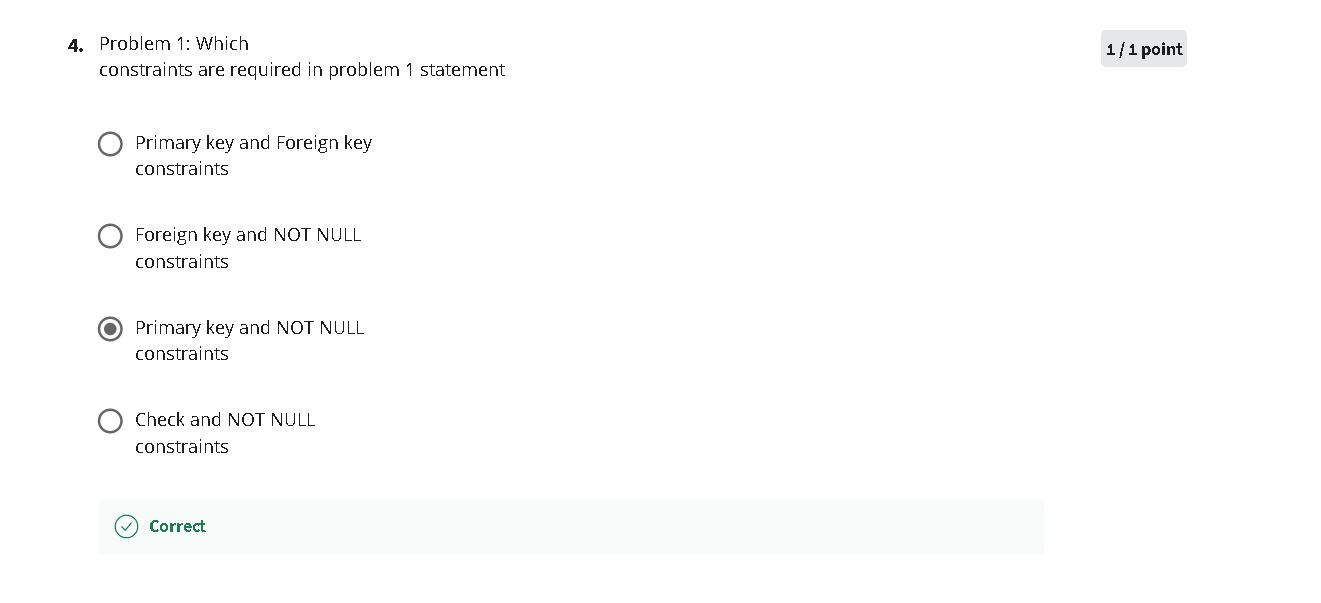 4. Problem 1: Which
constraints are required in problem 1 statement
1 / 1 point
Primary key and Foreign key
constraints
Foreign key and NOT NULL
constraints
Primary key and NOT NULL
constraints
Check and NOT NULL
constraints
Correct